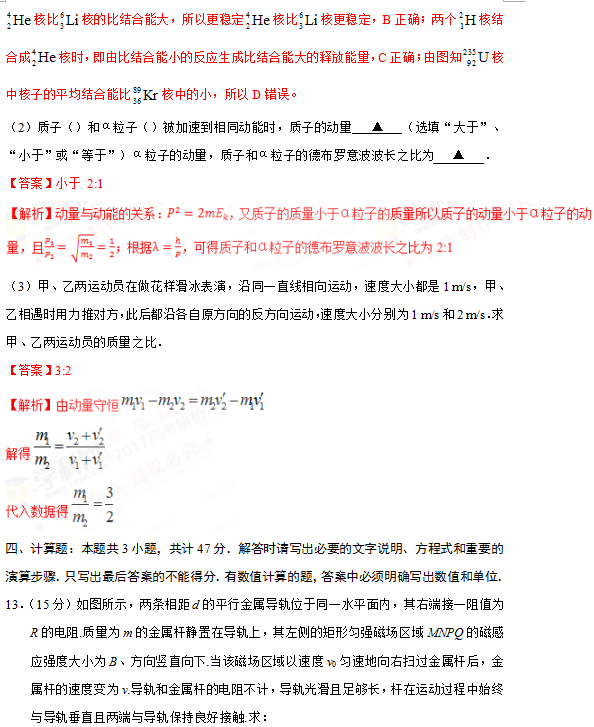 ⁴₂He核比⁶₃Li核的比结合能大，所以更稳定⁴₂He核比⁶₃Li核更稳定，B正确；两个²₁H核结
合成⁴₂He核时，即由比结合能小的反应生成比结合能大的释放能量，C正确；由图知²³⁵₉₂U核
中核子的平均结合能比⁸⁹₃₆Kr核中的小，所以D错误。
（2）质子（）和α粒子（）被加速到相同动能时，质子的动量 ▲ （选填“大于”、
“小于”或“等于”）α粒子的动量，质子和α粒子的德布罗意波波长之比为 ▲ .
【答案】小于 2:1
【解析】动量与动能的关系：P² = 2mEₖ，又质子的质量小于α粒子的质量所以质子的动量小于α粒子的动
量，且p₁/p₂ = √(m₁/m₂) = 1/2；根据λ = h/p，可得质子和α粒子的德布罗意波波长之比为 2:1
（3）甲、乙两运动员在做花样滑冰表演，沿同一直线相向运动，速度大小都是1 m/s，甲、
乙相遇时用力推对方，此后都沿各自原方向的反方向运动，速度大小分别为1 m/s和2 m/s.求
甲、乙两运动员的质量之比.
【答案】3:2
【解析】由动量守恒 m₁v₁ − m₂v₂ = m₂v₂′ − m₁v₁′
解得 m₁/m₂ = (v₂+v₂′)/(v₁+v₁′)
代入数据得 m₁/m₂ = 3/2
四、计算题：本题共3小题，共计47分．解答时请写出必要的文字说明、方程式和重要的
演算步骤．只写出最后答案的不能得分．有数值计算的题，答案中必须明确写出数值和单位．
13.（15分）如图所示，两条相距d的平行金属导轨位于同一水平面内，其右端接一阻值为
R的电阻.质量为m的金属杆静置在导轨上，其左侧的矩形匀强磁场区域MNPQ的磁感
应强度大小为B、方向竖直向下.当该磁场区域以速度v₀匀速地向右扫过金属杆后，金
属杆的速度变为v.导轨和金属杆的电阻不计，导轨光滑且足够长，杆在运动过程中始终
与导轨垂直且两端与导轨保持良好接触.求：